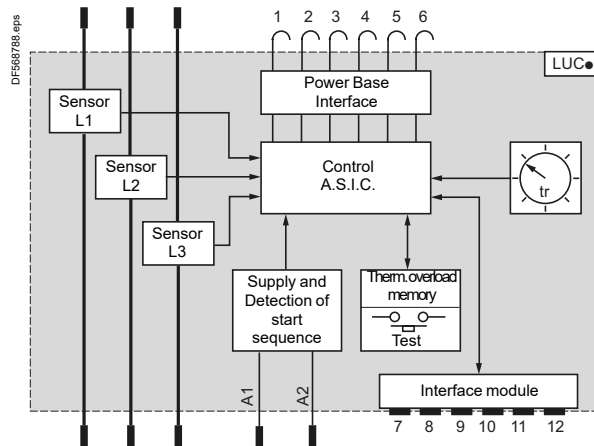 DF568788.eps
1 2 3 4 5 6
LUC●
Power Base
Interface
Sensor
L1
Control
A.S.I.C.
Sensor
L2
tr
Sensor
L3
Supply and
Detection of
start
sequence
Therm.overload
memory
Test
A1 A2
Interface module
7 8 9 10 11 12